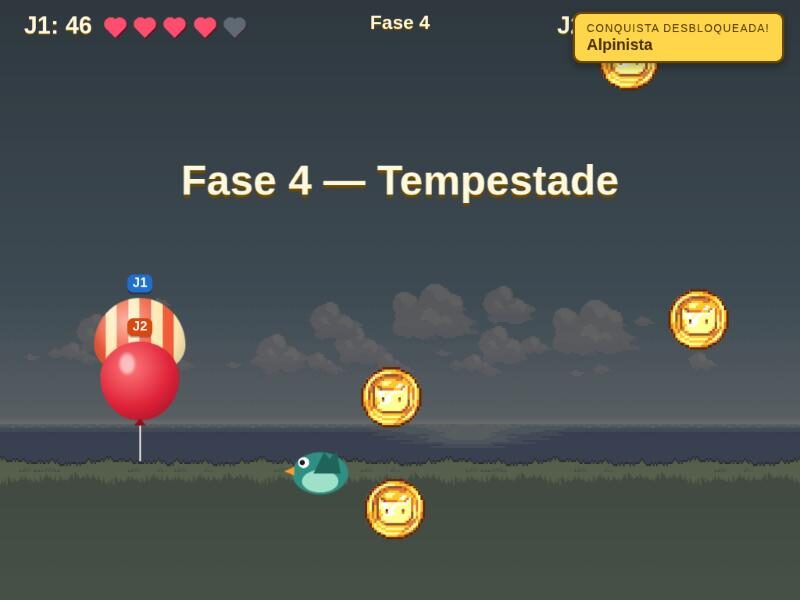 J1: 46
Fase 4
CONQUISTA DESBLOQUEADA!
Alpinista
Fase 4 — Tempestade
J1
J2